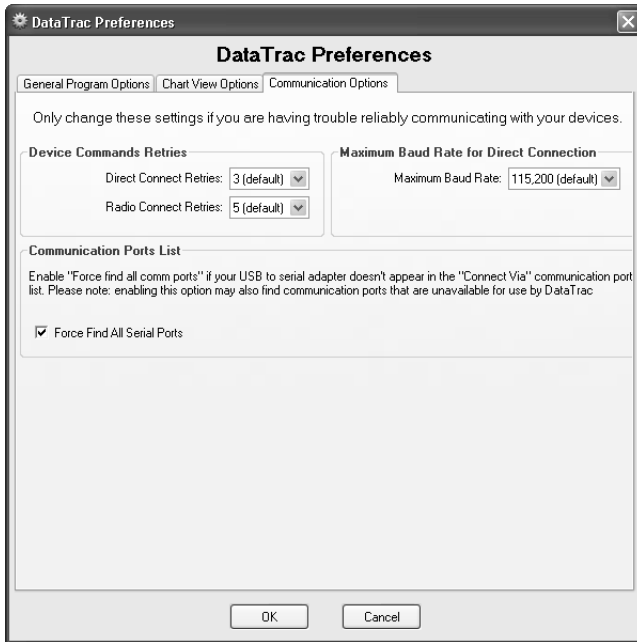 DataTrac Preferences
DataTrac Preferences
General Program Options Chart View Options Communication Options
Only change these settings if you are having trouble reliably communicating with your devices.
Device Commands Retries
Direct Connect Retries: 3 (default)
Radio Connect Retries: 5 (default)
Maximum Baud Rate for Direct Connection
Maximum Baud Rate: 115,200 (default)
Communication Ports List
Enable "Force find all comm ports" if your USB to serial adapter doesn't appear in the "Connect Via" communication port
list. Please note: enabling this option may also find communication ports that are unavailable for use by DataTrac
Force Find All Serial Ports
OK Cancel